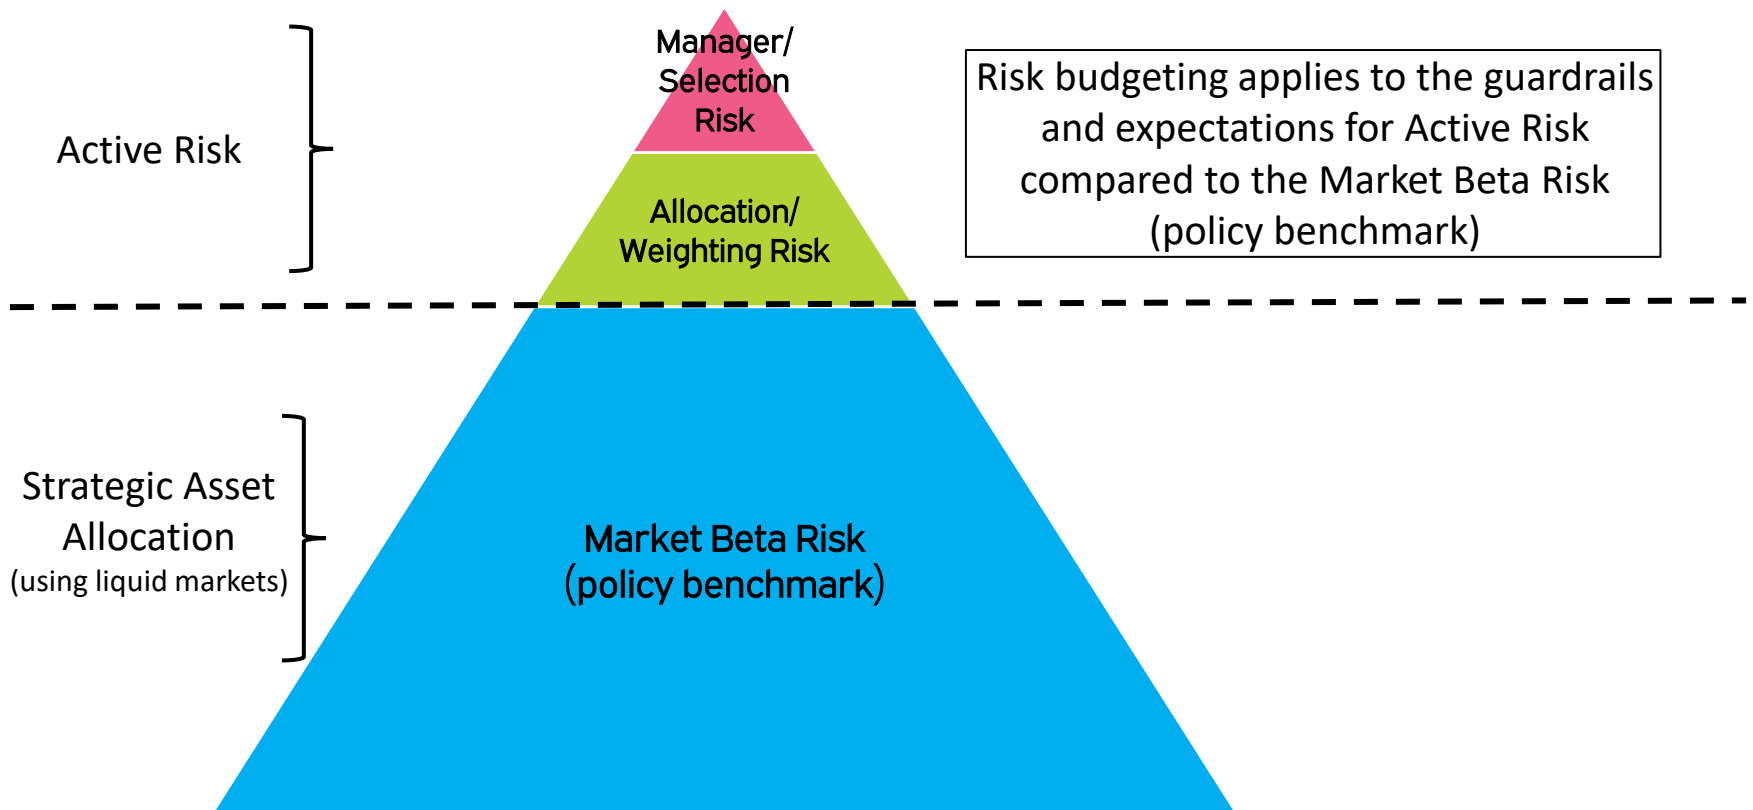 Manager/
Selection
Risk
Active Risk
Risk budgeting applies to the guardrails
and expectations for Active Risk
compared to the Market Beta Risk
(policy benchmark)
Allocation/
Weighting Risk
Strategic Asset
Allocation
(using liquid markets)
Market Beta Risk
(policy benchmark)